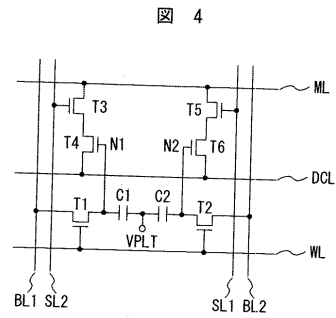 図 4
ML
T3
T5
T4
N1
N2
T6
DCL
C1
C2
T1
T2
VPLT
WL
BL1 SL2
SL1 BL2